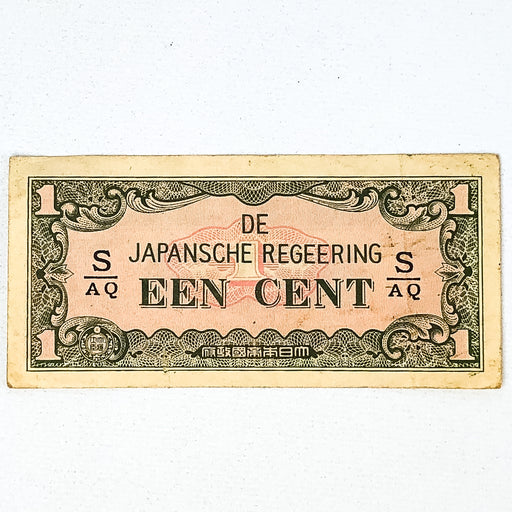 1 1
DE
JAPANSCHE REGEERING
S/AQ S/AQ
EEN CENT
1 1
大日本帝國政府